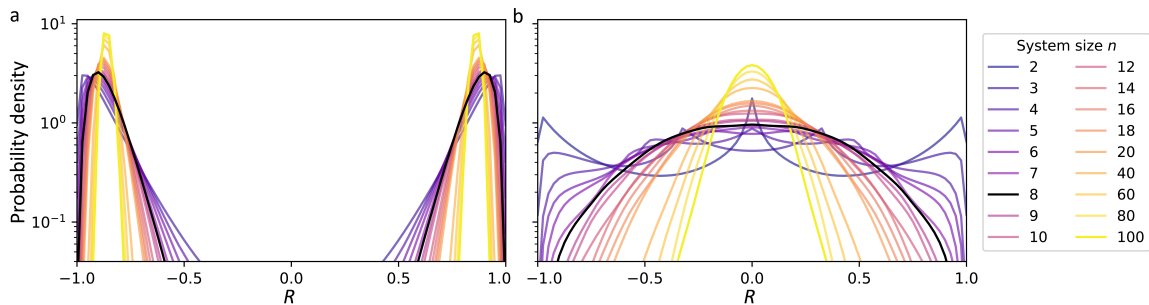 a
b
Probability density
10¹
10⁰
10⁻¹
−1.0 −0.5 0.0 0.5 1.0
R
−1.0 −0.5 0.0 0.5 1.0
R
System size n
2 12
3 14
4 16
5 18
6 20
7 40
8 60
9 80
10 100